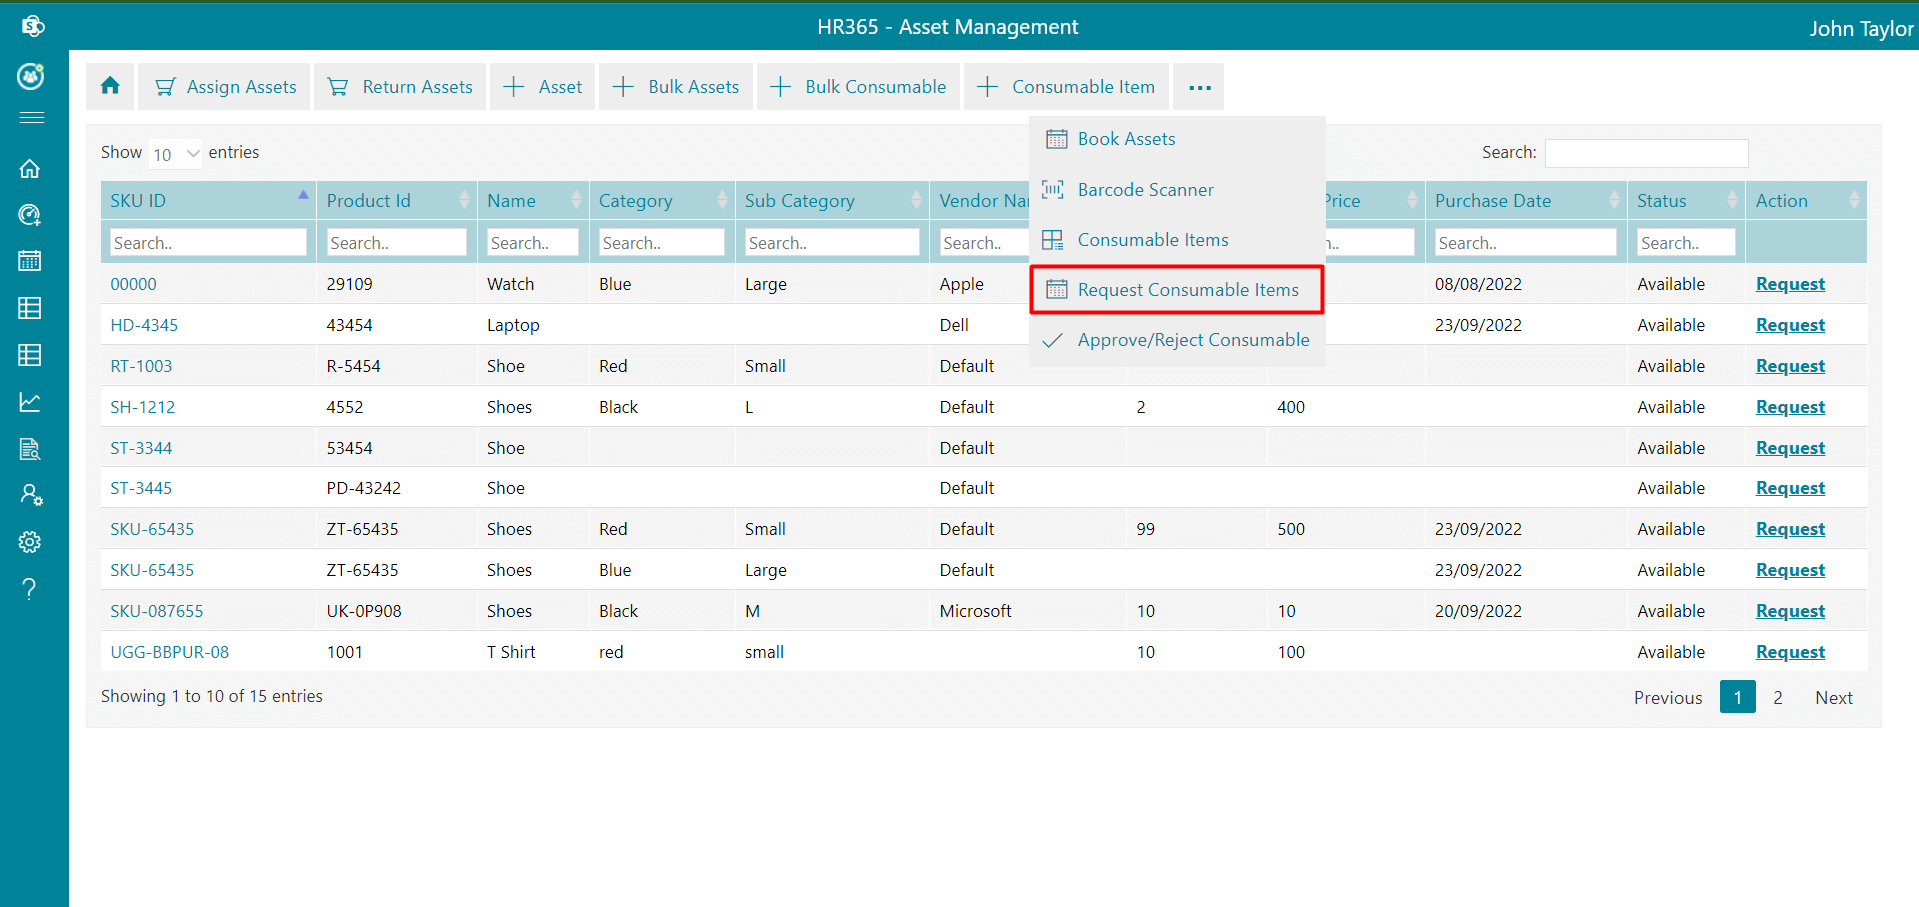 HR365 - Asset Management
John Taylor
Assign Assets
Return Assets
Asset
Bulk Assets
Bulk Consumable
Consumable Item
...
Book Assets
Barcode Scanner
Consumable Items
Request Consumable Items
Approve/Reject Consumable
Show 10 entries
Search:
SKU ID Product Id Name Category Sub Category Vendor Na Price Purchase Date Status Action
Search.. Search.. Search.. Search.. Search.. Search.. .. Search.. Search..
00000 29109 Watch Blue Large Apple 08/08/2022 Available Request
HD-4345 43454 Laptop Dell 23/09/2022 Available Request
RT-1003 R-5454 Shoe Red Small Default Available Request
SH-1212 4552 Shoes Black L Default 2 400 Available Request
ST-3344 53454 Shoe Default Available Request
ST-3445 PD-43242 Shoe Default Available Request
SKU-65435 ZT-65435 Shoes Red Small Default 99 500 23/09/2022 Available Request
SKU-65435 ZT-65435 Shoes Blue Large Default 23/09/2022 Available Request
SKU-087655 UK-0P908 Shoes Black M Microsoft 10 10 20/09/2022 Available Request
UGG-BBPUR-08 1001 T Shirt red small 10 100 Available Request
Showing 1 to 10 of 15 entries
Previous 1 2 Next